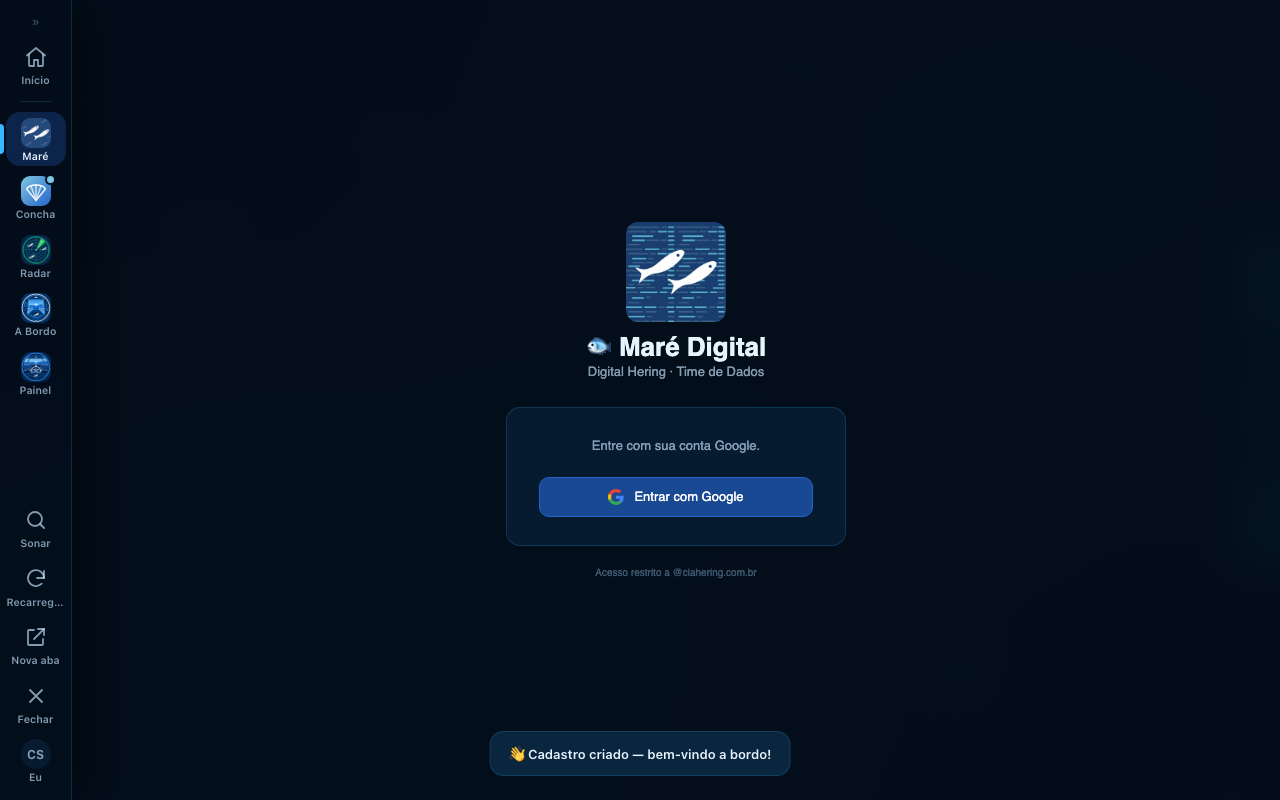 »
Início
Maré
Concha
Radar
A Bordo
Painel
Sonar
Recarreg...
Nova aba
Fechar
CS
Eu
Maré Digital
Digital Hering · Time de Dados
Entre com sua conta Google.
Entrar com Google
Acesso restrito a @ciahering.com.br
👋 Cadastro criado — bem-vindo a bordo!